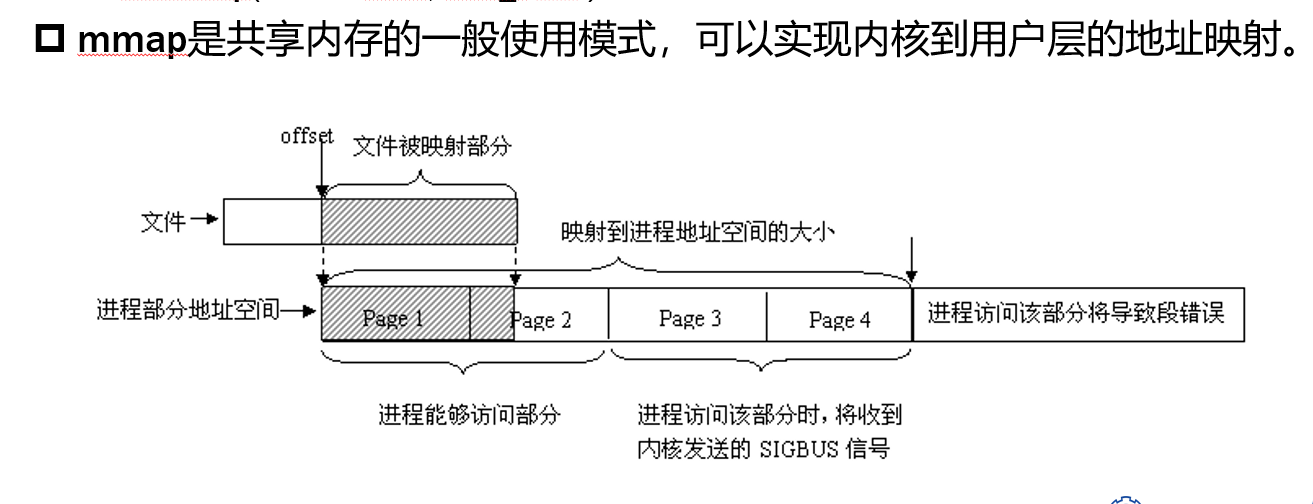 mmap是共享内存的一般使用模式，可以实现内核到用户层的地址映射。
offset
文件被映射部分
文件
映射到进程地址空间的大小
进程部分地址空间
Page 1
Page 2
Page 3
Page 4
进程访问该部分将导致段错误
进程能够访问部分
进程访问该部分时，将收到
内核发送的 SIGBUS 信号